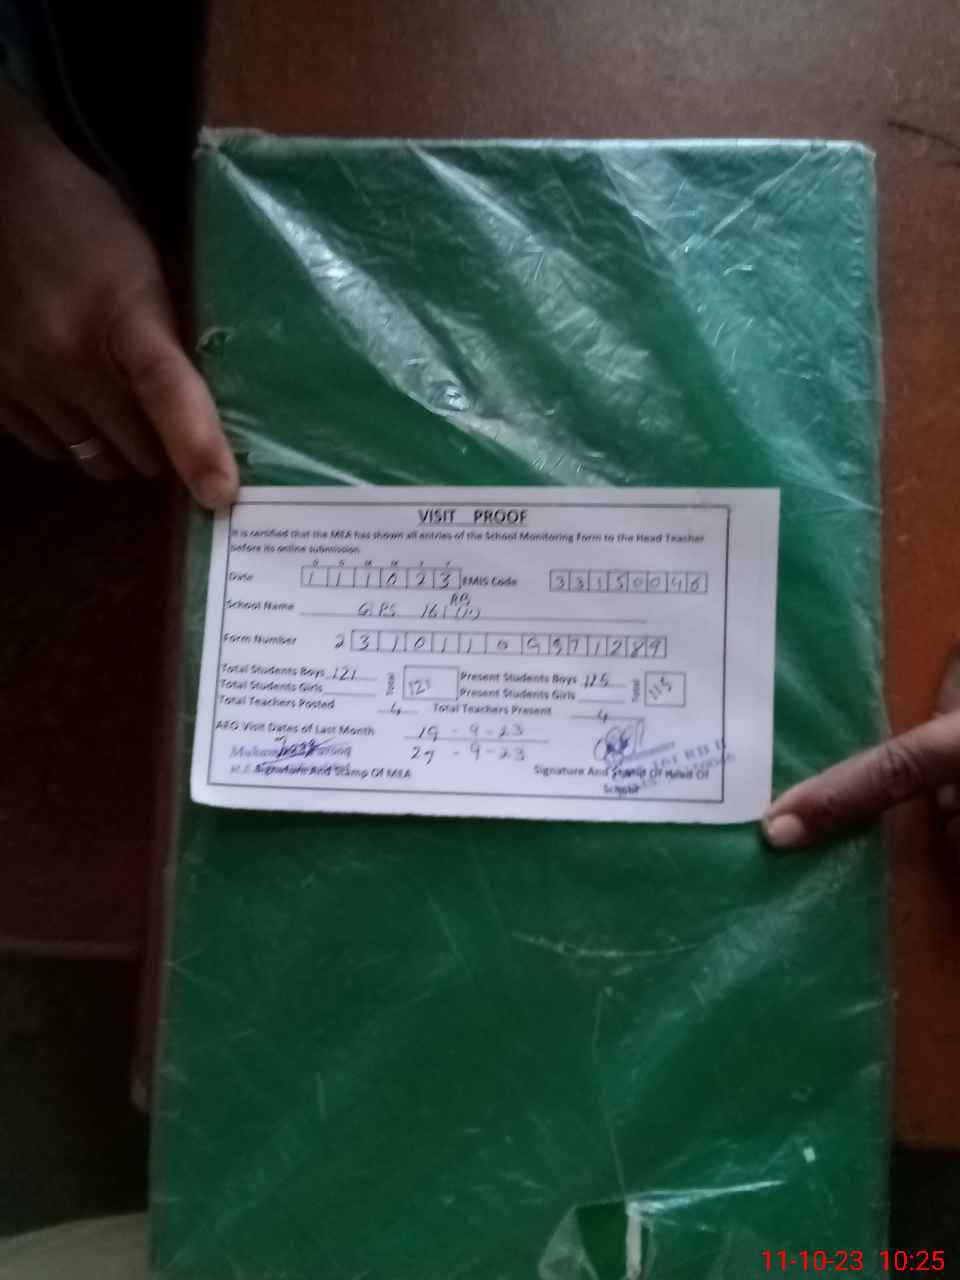 VISIT PROOF
It is certified that the MEA has shown all entries of the School Monitoring Form to the Head Teacher
before its online submission
Date 1 1 1 0 2 3 EMIS Code 3 3 1 5 0 0 4 6
School Name GPS 161 RB
Form Number 2 3 1 0 1 1 0 9 5 7 1 2 8 9
Total Students Boys 121 Total 121 Present Students Boys 115 Total 115
Total Students Girls Present Students Girls
Total Teachers Posted 4 Total Teachers Present 4
AEO Visit Dates of Last Month 19 - 9 - 23
27 - 9 - 23
Signature And Stamp Of MEA Signature And Stamp Of Head Of
School
11-10-23 10:25